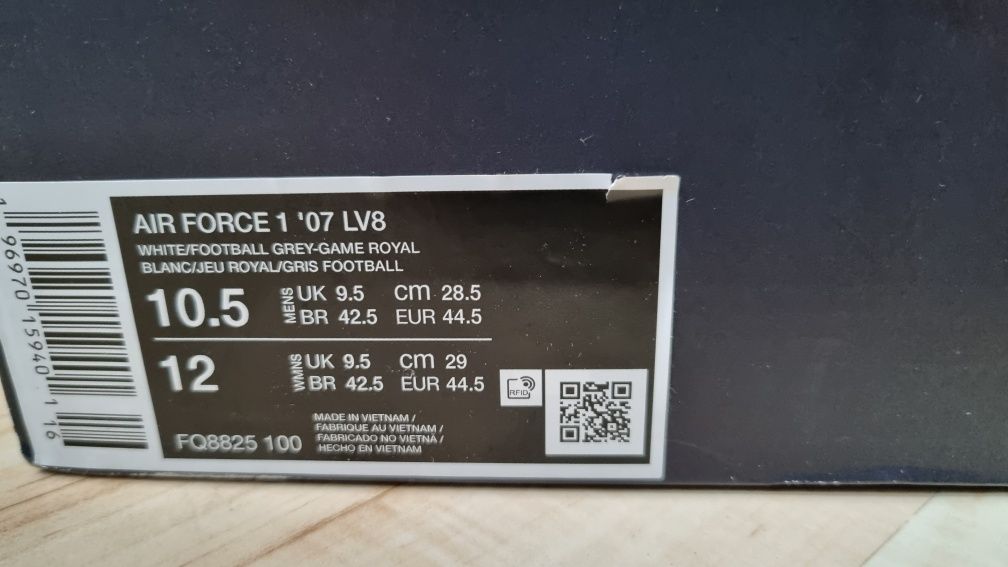 AIR FORCE 1 '07 LV8
WHITE/FOOTBALL GREY-GAME ROYAL
BLANC/JEU ROYAL/GRIS FOOTBALL
10.5 MENS UK 9.5 CM 28.5
BR 42.5 EUR 44.5
12 WMNS UK 9.5 CM 29
BR 42.5 EUR 44.5
RFID
FQ8825 100
MADE IN VIETNAM /
FABRIQUE AU VIETNAM /
FABRICADO NO VIETNÁ /
HECHO EN VIETNAM
1 96970 15940 1 16